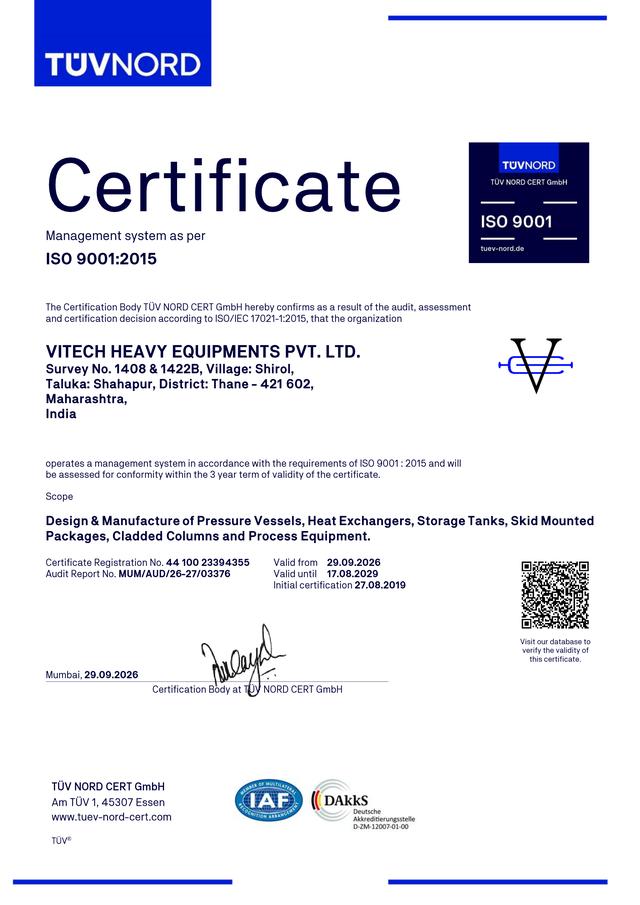 TÜVNORD
Certificate
TÜVNORD
TÜV NORD CERT GmbH
ISO 9001
tuev-nord.de
Management system as per
ISO 9001:2015
The Certification Body TÜV NORD CERT GmbH hereby confirms as a result of the audit, assessment
and certification decision according to ISO/IEC 17021-1:2015, that the organization
VITECH HEAVY EQUIPMENTS PVT. LTD.
Survey No. 1408 & 1422B, Village: Shirol,
Taluka: Shahapur, District: Thane - 421 602,
Maharashtra,
India
operates a management system in accordance with the requirements of ISO 9001 : 2015 and will
be assessed for conformity within the 3 year term of validity of the certificate.
Scope
Design & Manufacture of Pressure Vessels, Heat Exchangers, Storage Tanks, Skid Mounted
Packages, Cladded Columns and Process Equipment.
Certificate Registration No. 44 100 23394355
Audit Report No. MUM/AUD/26-27/03376
Valid from 29.09.2026
Valid until 17.08.2029
Initial certification 27.08.2019
Visit our database to
verify the validity of
this certificate.
Mumbai, 29.09.2026
Certification Body at TÜV NORD CERT GmbH
TÜV NORD CERT GmbH
Am TÜV 1, 45307 Essen
www.tuev-nord-cert.com
TÜV®
MEMBER OF MULTILATERAL
IAF
RECOGNITION ARRANGEMENT
DAkkS
Deutsche
Akkreditierungsstelle
D-ZM-12007-01-00